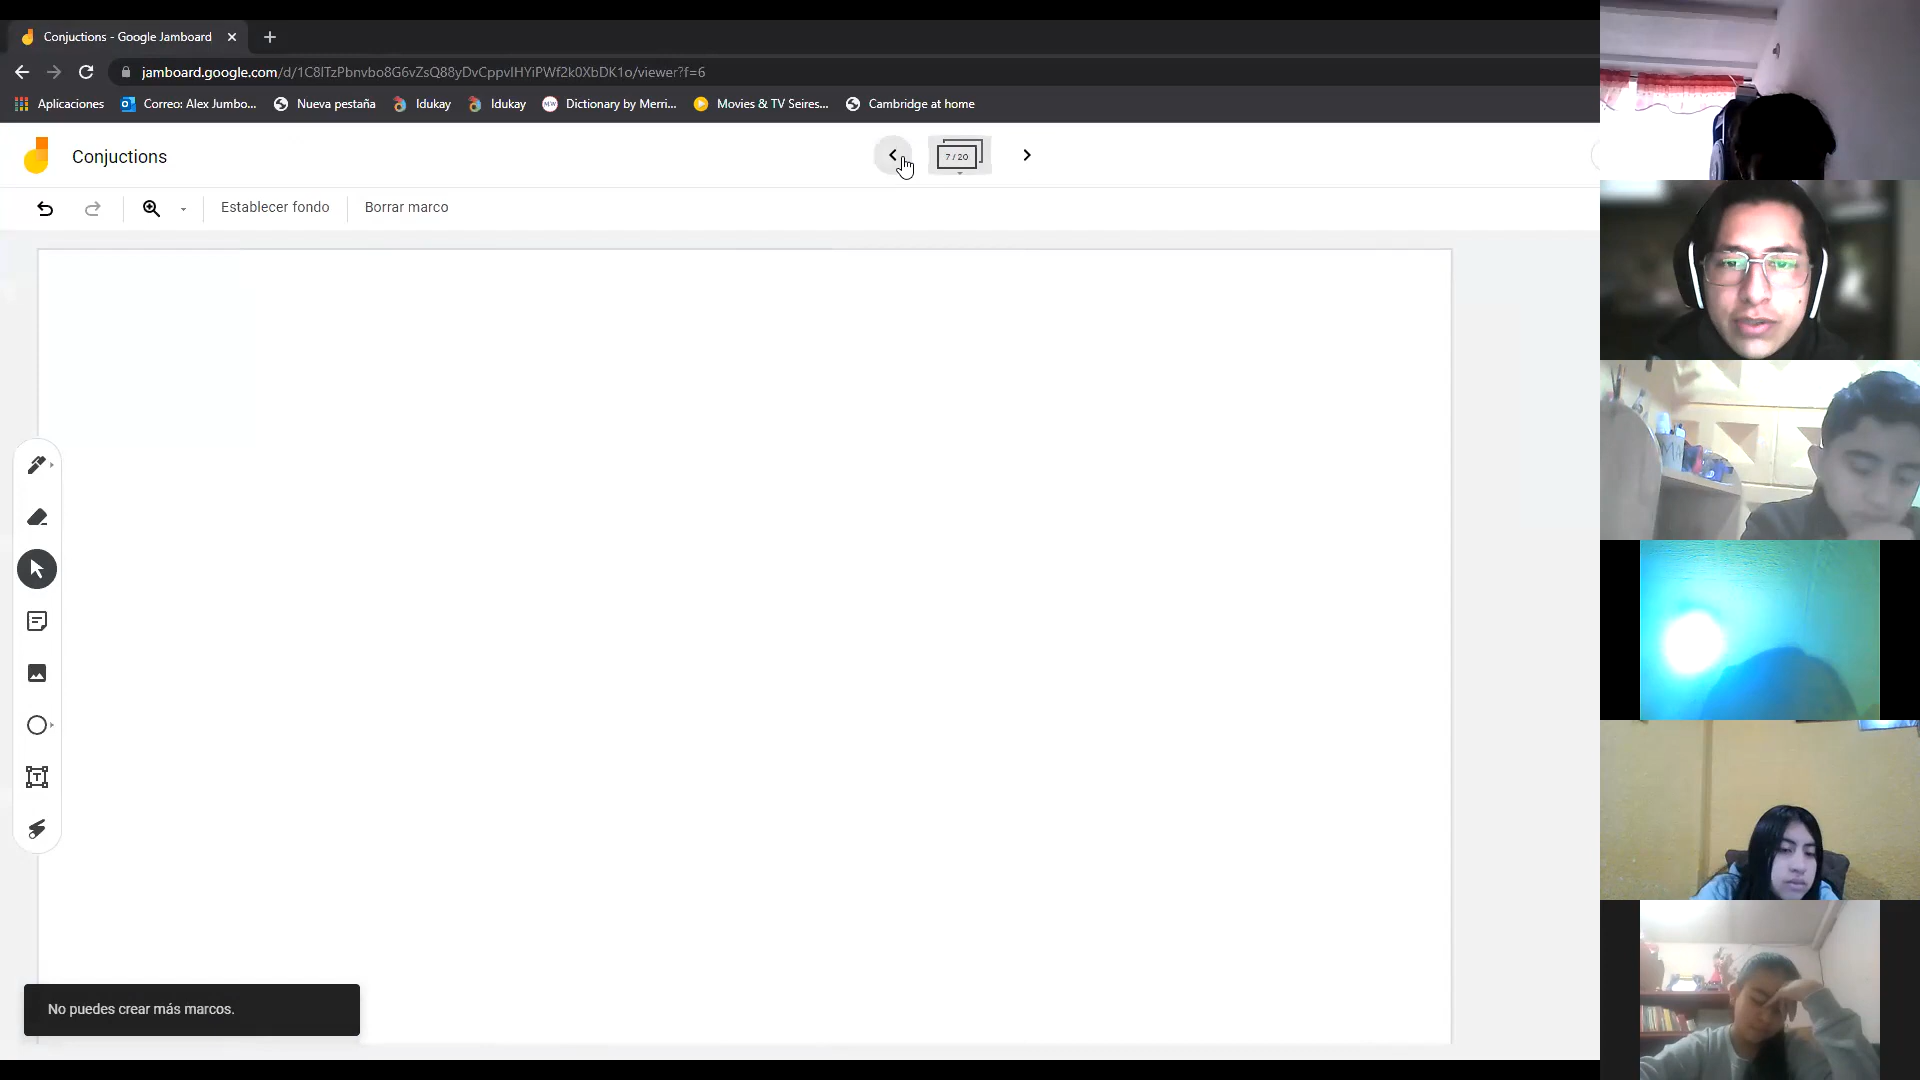 Conjuctions - Google Jamboard
jamboard.google.com/d/1C8lTzPbnvbo8G6vZsQ88yDvCppvIHYiPWf2k0XbDK1o/viewer?f=6
Aplicaciones Correo: Alex Jumbo... Nueva pestaña Idukay Idukay Dictionary by Merri... Movies & TV Seires... Cambridge at home
Conjuctions
7 / 20
Establecer fondo Borrar marco
No puedes crear más marcos.